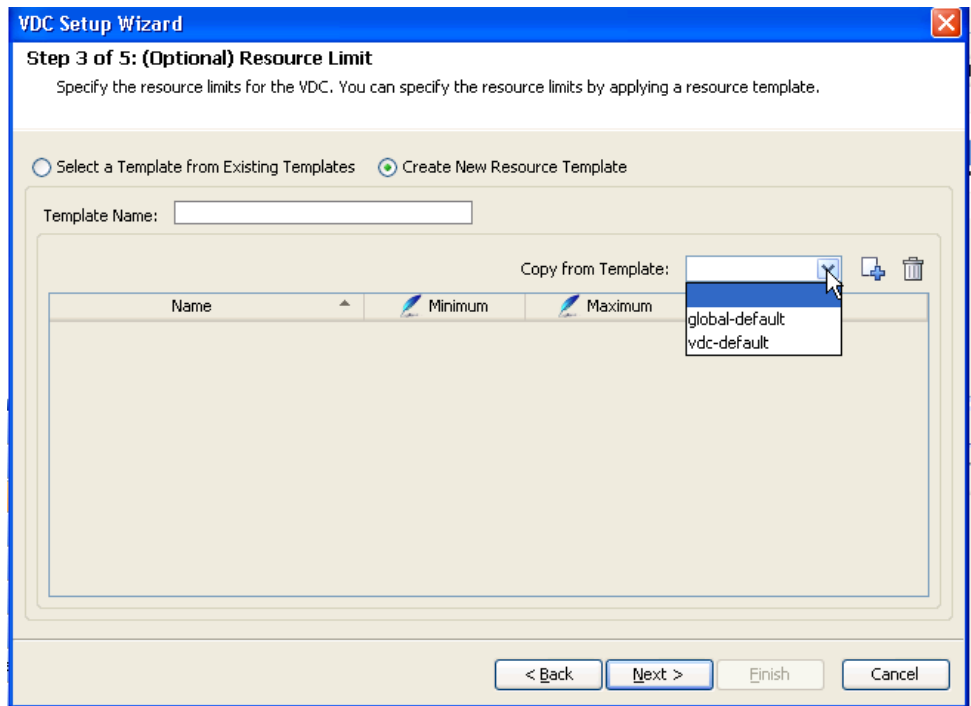 VDC Setup Wizard
Step 3 of 5: (Optional) Resource Limit
Specify the resource limits for the VDC. You can specify the resource limits by applying a resource template.
Select a Template from Existing Templates Create New Resource Template
Template Name:
Copy from Template:
Name Minimum Maximum
global-default
vdc-default
< Back Next > Finish Cancel